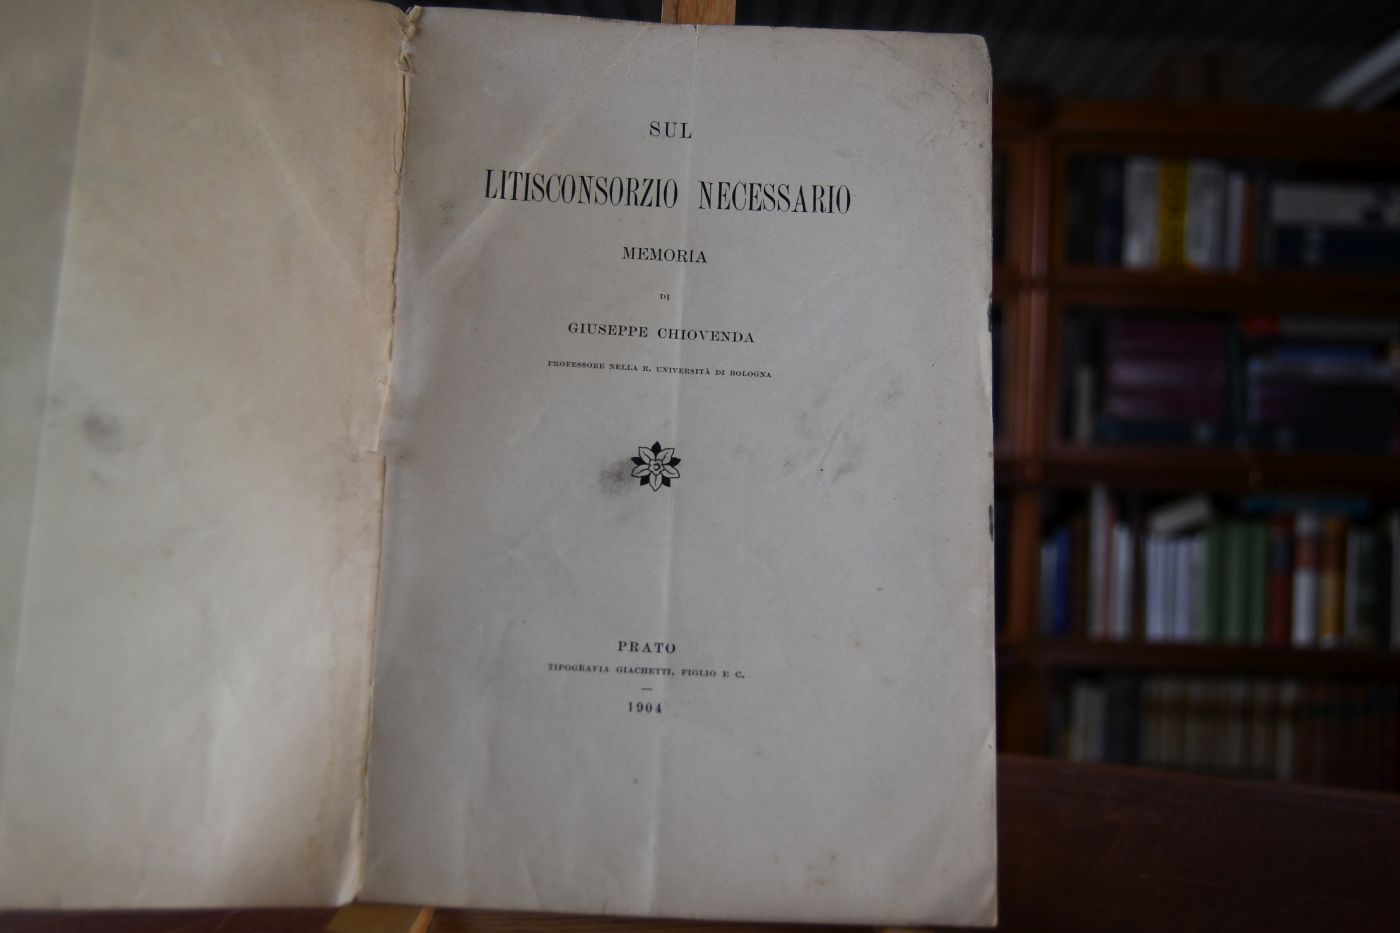 SUL
LITISCONSORZIO NECESSARIO
MEMORIA
DI
GIUSEPPE CHIOVENDA
PROFESSORE NELLA R. UNIVERSITÀ DI BOLOGNA
PRATO
TIPOGRAFIA GIACHETTI, FIGLIO E C.
1904